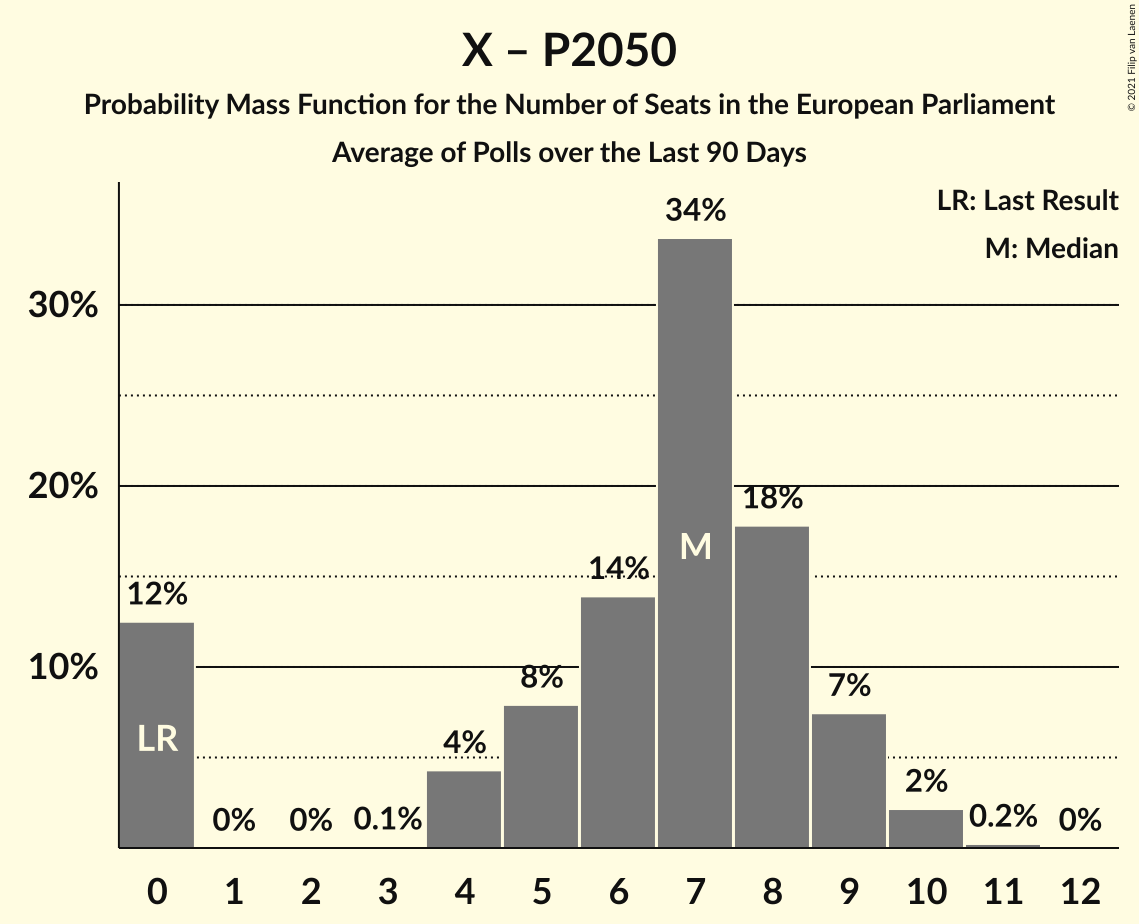 X – P2050
Probability Mass Function for the Number of Seats in the European Parliament
Average of Polls over the Last 90 Days
© 2021 Filip van Laenen
LR: Last Result
M: Median
34%
30%
20%
18%
M
14%
12%
10%
8%
7%
LR
4%
2%
0%
0%
0.1%
0.2%
0%
0 1 2 3 4 5 6 7 8 9 10 11 12